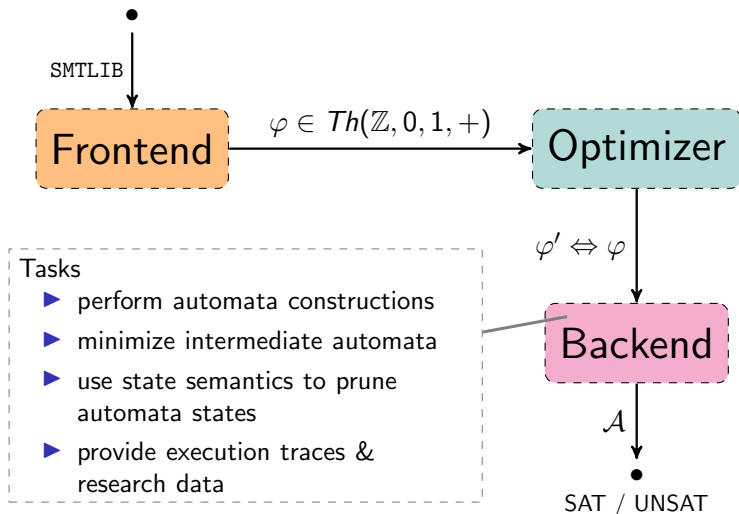 SMTLIB
Frontend
φ ∈ Th(ℤ, 0, 1, +)
Optimizer
φ′ ⇔ φ
Tasks
▶ perform automata constructions
▶ minimize intermediate automata
▶ use state semantics to prune
automata states
▶ provide execution traces &
research data
Backend
𝒜
SAT / UNSAT